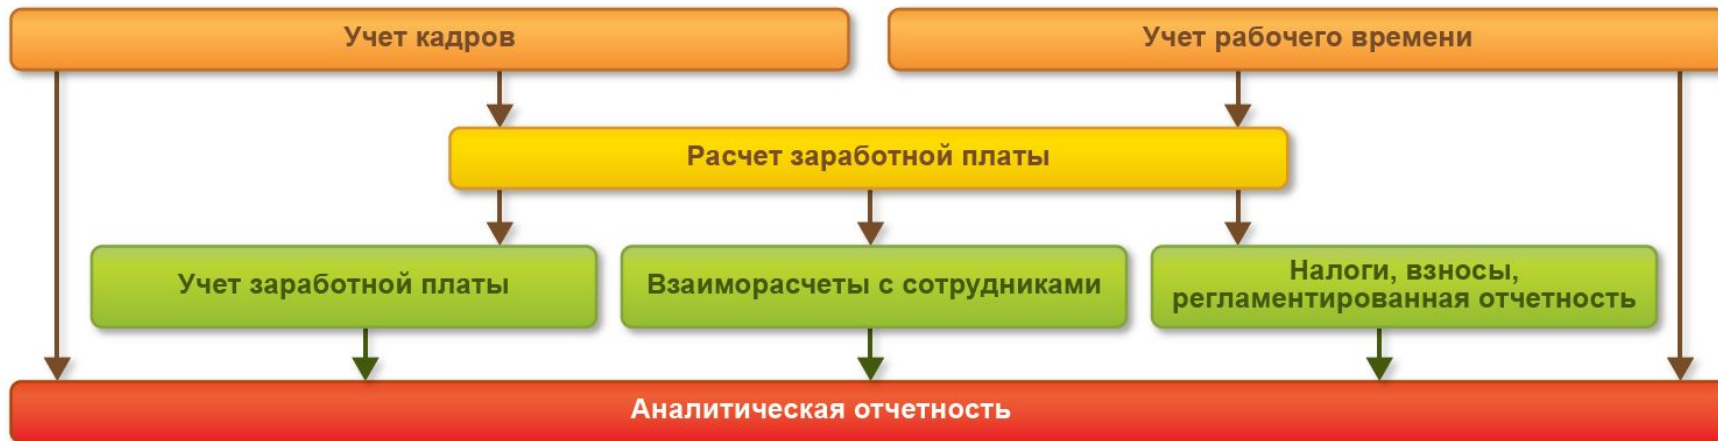 Учет кадров
Учет рабочего времени
Расчет заработной платы
Учет заработной платы
Взаиморасчеты с сотрудниками
Налоги, взносы,
регламентированная отчетность
Аналитическая отчетность